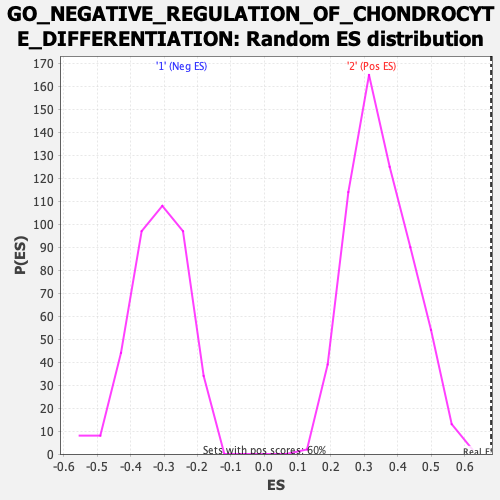 GO_NEGATIVE_REGULATION_OF_CHONDROCYT
E_DIFFERENTIATION: Random ES distribution
'1' (Neg ES)
'2' (Pos ES)
170
160
150
140
130
120
110
100
90
80
70
60
50
40
30
20
10
0
P(ES)
Sets with pos scores: 60%
Real E
-0.6 -0.5 -0.4 -0.3 -0.2 -0.1 0.0 0.1 0.2 0.3 0.4 0.5 0.6
ES